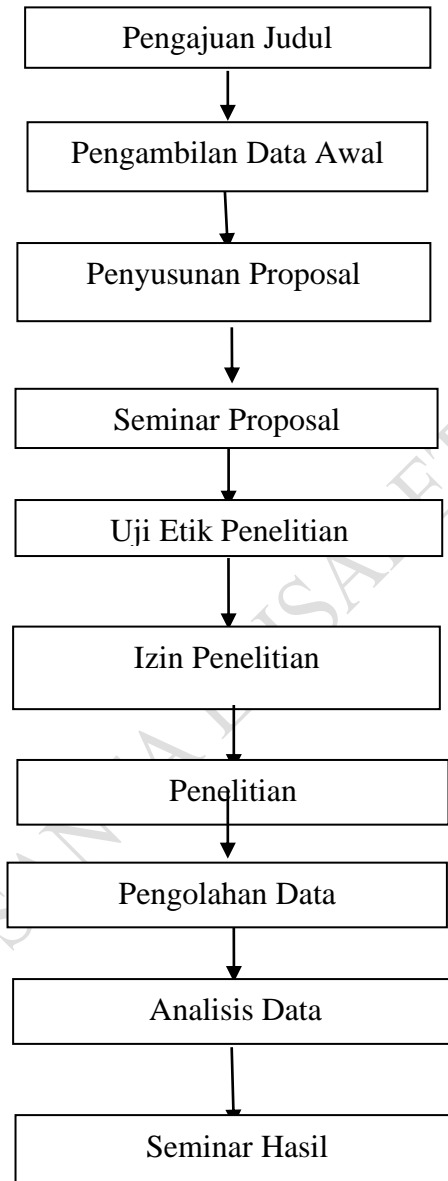 Pengajuan Judul
Pengambilan Data Awal
Penyusunan Proposal
Seminar Proposal
Uji Etik Penelitian
Izin Penelitian
Penelitian
Pengolahan Data
Analisis Data
Seminar Hasil